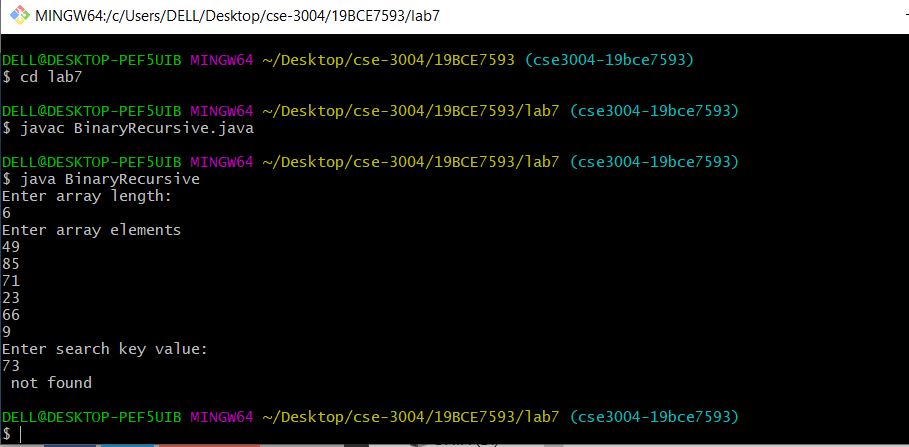 MINGW64:/c/Users/DELL/Desktop/cse-3004/19BCE7593/lab7
DELL@DESKTOP-PEF5UIB MINGW64 ~/Desktop/cse-3004/19BCE7593 (cse3004-19bce7593)
$ cd lab7
DELL@DESKTOP-PEF5UIB MINGW64 ~/Desktop/cse-3004/19BCE7593/lab7 (cse3004-19bce7593)
$ javac BinaryRecursive.java
DELL@DESKTOP-PEF5UIB MINGW64 ~/Desktop/cse-3004/19BCE7593/lab7 (cse3004-19bce7593)
$ java BinaryRecursive
Enter array length:
6
Enter array elements
49
85
71
23
66
9
Enter search key value:
73
 not found
DELL@DESKTOP-PEF5UIB MINGW64 ~/Desktop/cse-3004/19BCE7593/lab7 (cse3004-19bce7593)
$